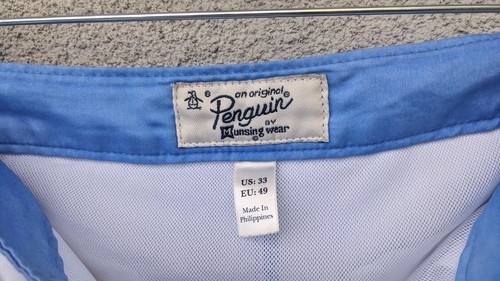 an original
Penguin®
BY
Munsingwear
US: 33
EU: 49
Made In
Philippines